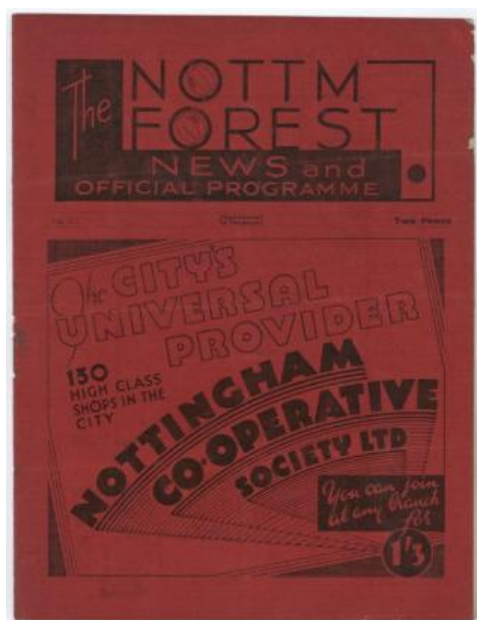 The
NOTTM
FOREST
NEWS and
OFFICIAL PROGRAMME
Two Pence
The CITY'S
UNIVERSAL
PROVIDER
130
HIGH CLASS
SHOPS IN THE
CITY
NOTTINGHAM
CO-OPERATIVE
SOCIETY LTD
You can join
at any branch
for
1'3